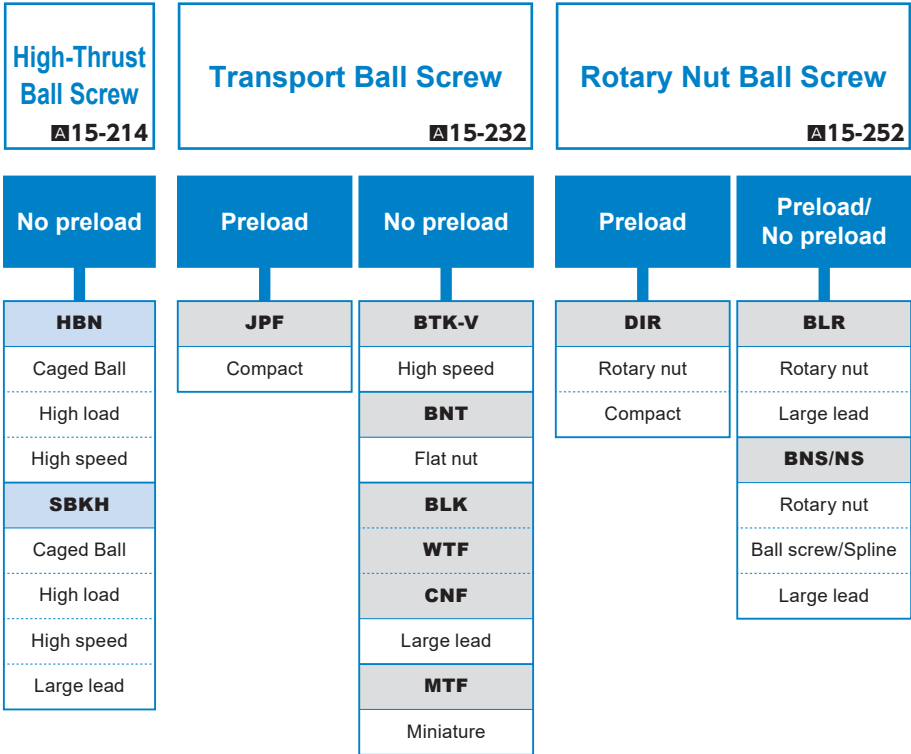 High-Thrust
Ball Screw
A15-214
Transport Ball Screw
A15-232
Rotary Nut Ball Screw
A15-252
No preload
HBN
Caged Ball
High load
High speed
SBKH
Caged Ball
High load
High speed
Large lead
Preload
JPF
Compact
No preload
BTK-V
High speed
BNT
Flat nut
BLK
WTF
CNF
Large lead
MTF
Miniature
Preload
DIR
Rotary nut
Compact
Preload/
No preload
BLR
Rotary nut
Large lead
BNS/NS
Rotary nut
Ball screw/Spline
Large lead